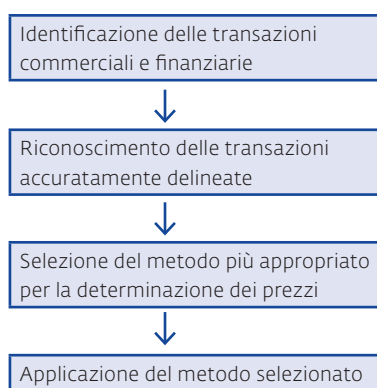 Identificazione delle transazioni
commerciali e finanziarie
Riconoscimento delle transazioni
accuratamente delineate
Selezione del metodo più appropriato
per la determinazione dei prezzi
Applicazione del metodo selezionato